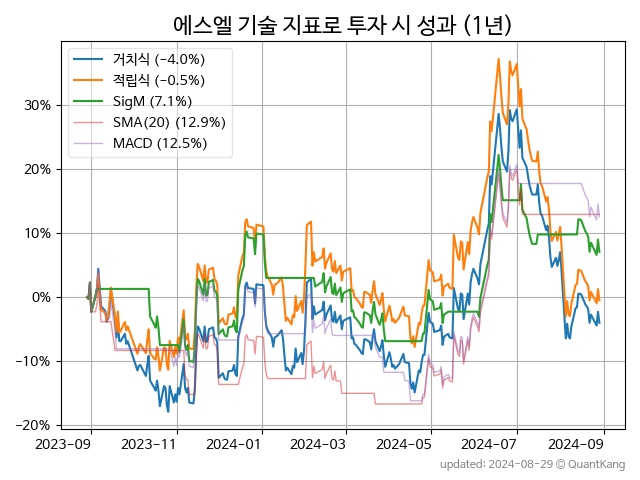 에스엘 기술 지표로 투자 시 성과 (1년)
거치식 (−4.0%)
적립식 (−0.5%)
SigM (7.1%)
SMA(20) (12.9%)
MACD (12.5%)
30%
20%
10%
0%
−10%
−20%
2023-09
2023-11
2024-01
2024-03
2024-05
2024-07
2024-09
updated: 2024-08-29 © QuantKang